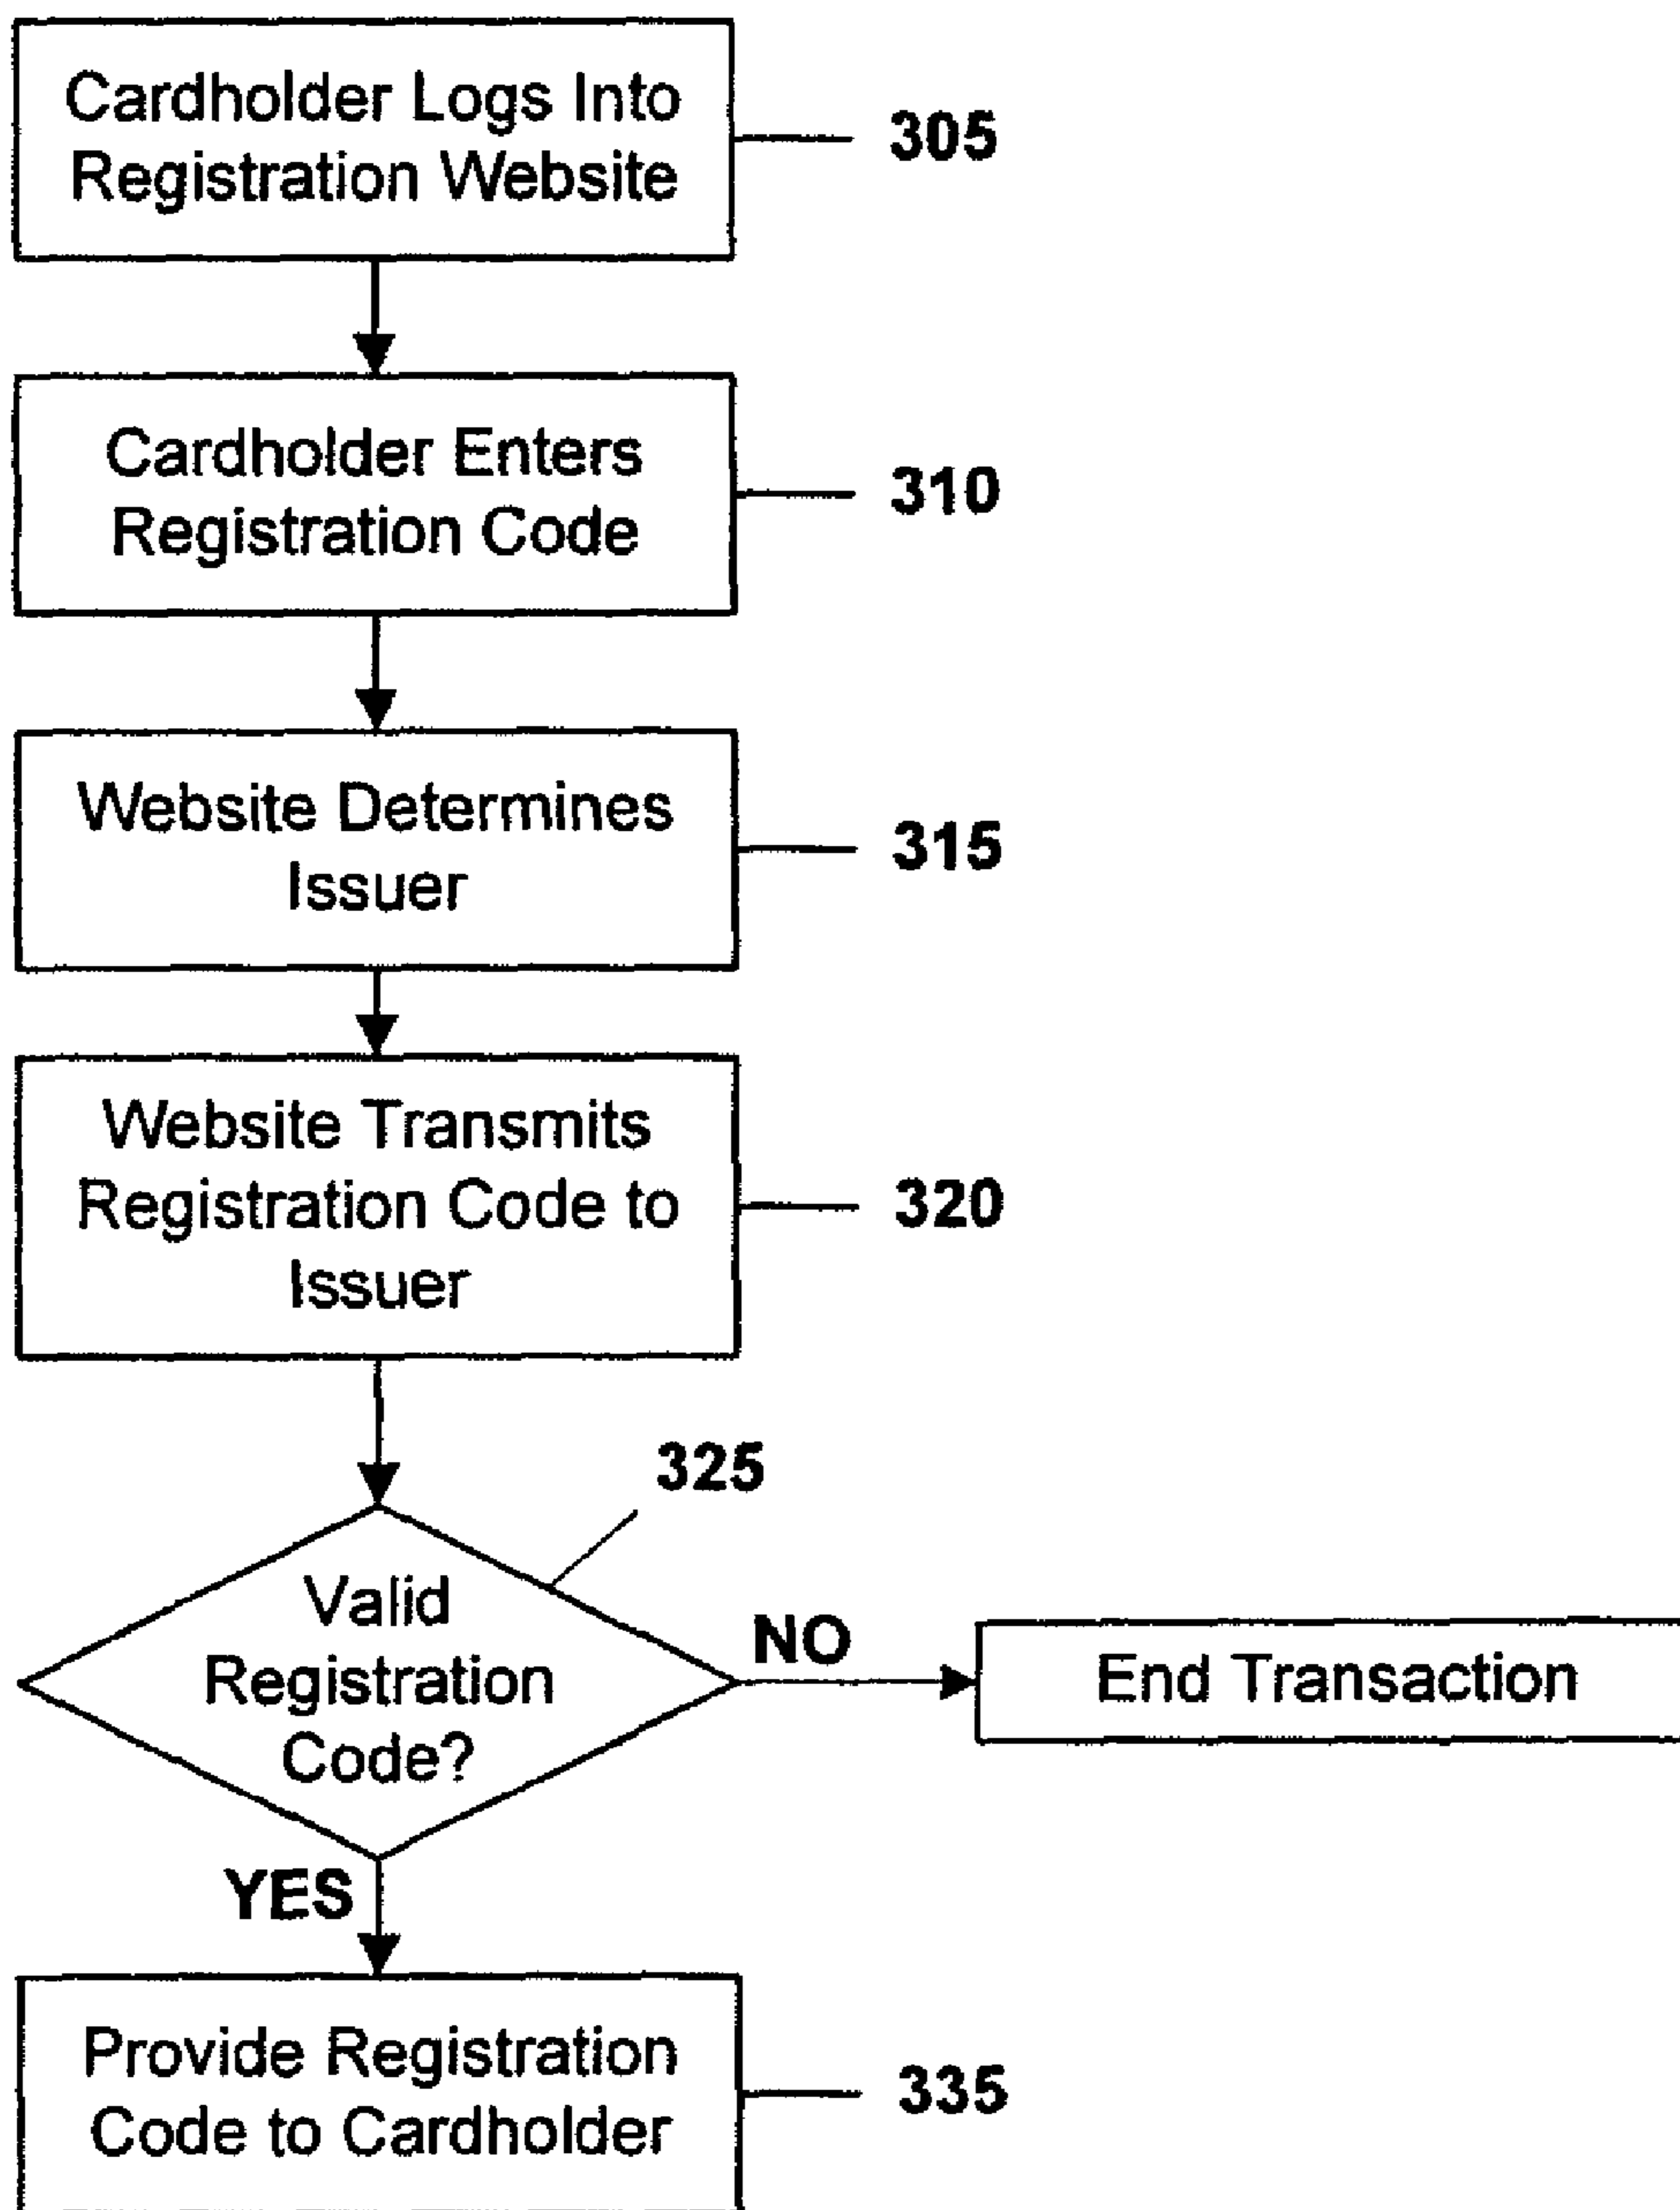 Cardholder Logs Into
Registration Website
305
Cardholder Enters
Registration Code
310
Website Determines
Issuer
315
Website Transmits
Registration Code to
Issuer
320
325
Valid
Registration
Code?
NO
End Transaction
YES
Provide Registration
Code to Cardholder
335